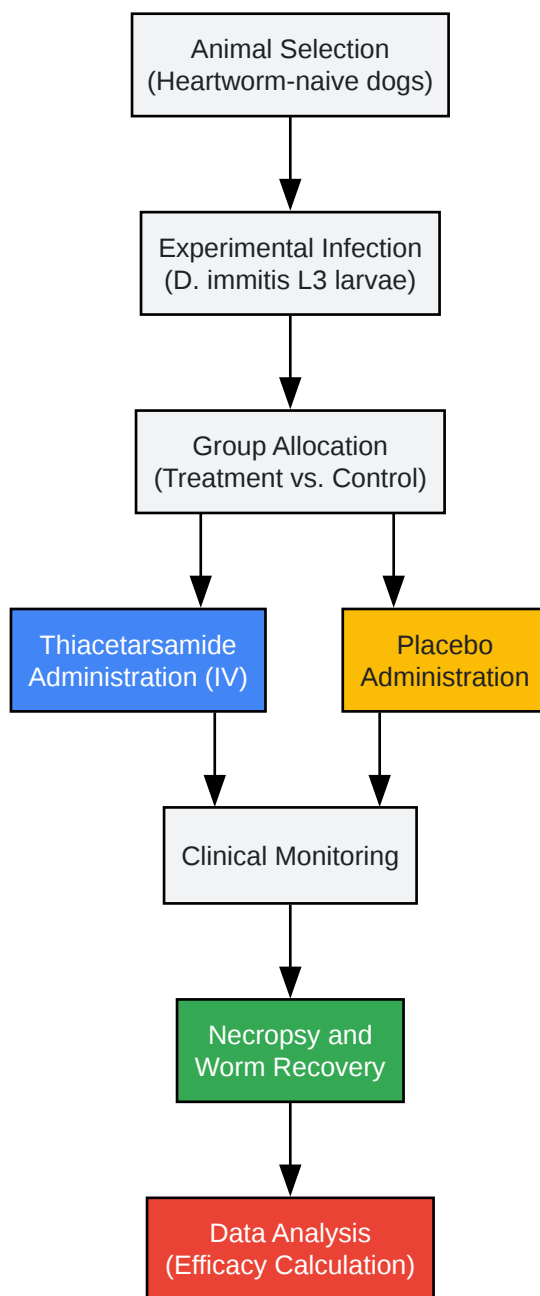 Animal Selection
(Heartworm-naive dogs)
Experimental Infection
(D. immitis L3 larvae)
Group Allocation
(Treatment vs. Control)
Thiacetarsamide
Administration (IV)
Placebo
Administration
Clinical Monitoring
Necropsy and
Worm Recovery
Data Analysis
(Efficacy Calculation)